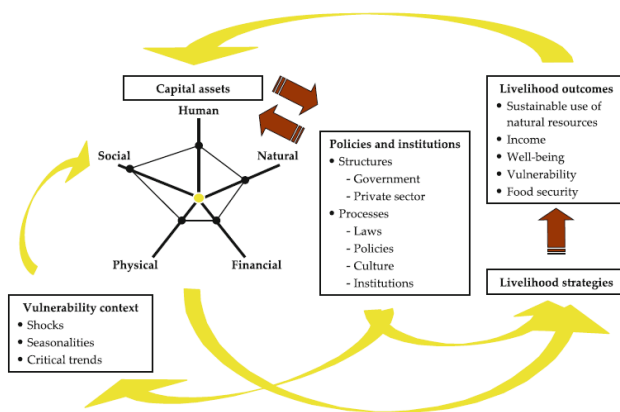 Capital assets
Human
Social
Natural
Physical
Financial
Vulnerability context
• Shocks
• Seasonalities
• Critical trends
Policies and institutions
• Structures
- Government
- Private sector
• Processes
- Laws
- Policies
- Culture
- Institutions
Livelihood outcomes
• Sustainable use of
natural resources
• Income
• Well-being
• Vulnerability
• Food security
Livelihood strategies